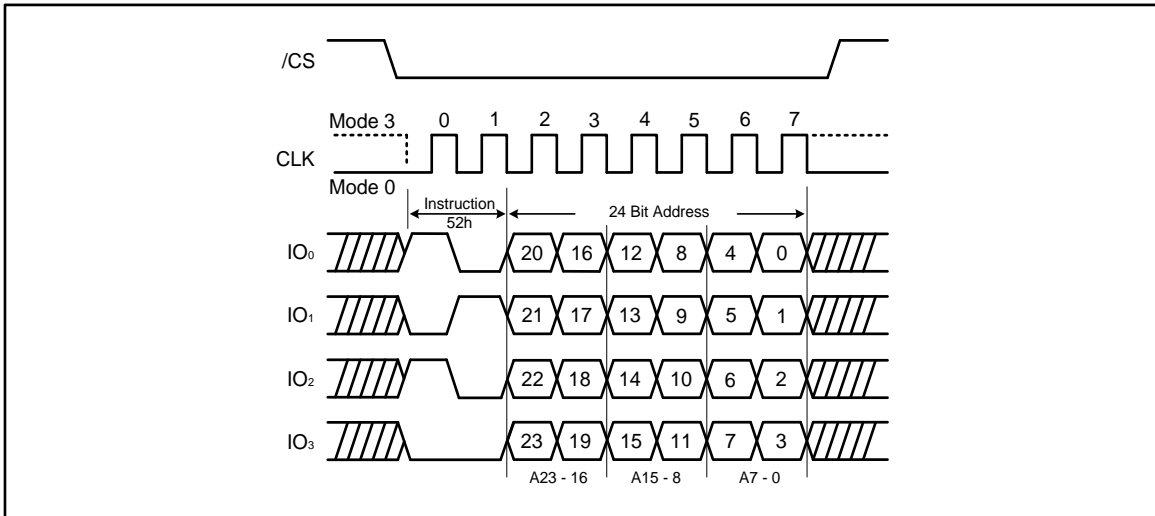 /CS
Mode 3
0 1 2 3 4 5 6 7
CLK
Mode 0
Instruction
52h
24 Bit Address
IO0 20 16 12 8 4 0
IO1 21 17 13 9 5 1
IO2 22 18 14 10 6 2
IO3 23 19 15 11 7 3
A23 - 16 A15 - 8 A7 - 0